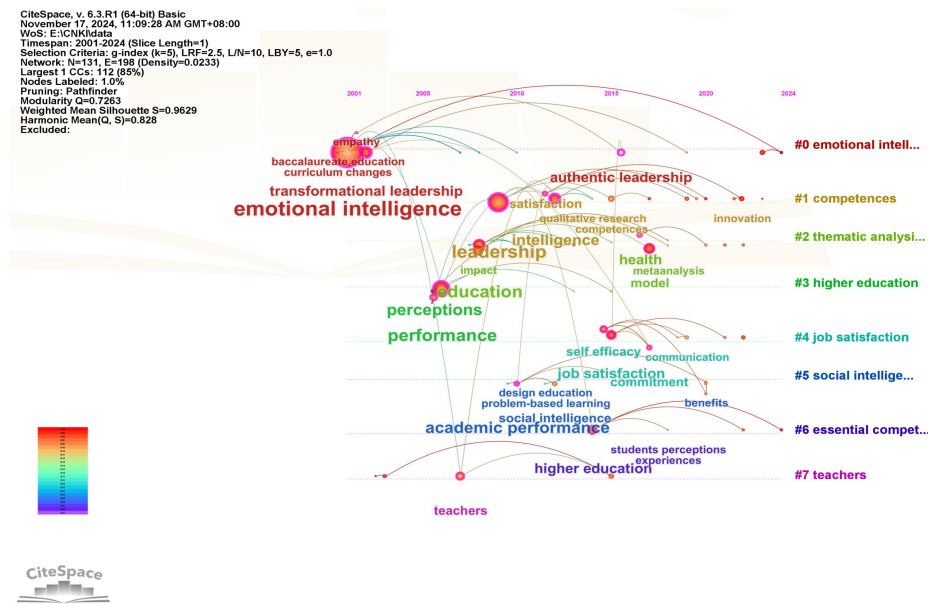 CiteSpace, v. 6.3.R1 (64-bit) Basic
November 17, 2024, 11:09:28 AM GMT+08:00
WoS: E:\CNKI\data
Timespan: 2001-2024 (Slice Length=1)
Selection Criteria: g-index (k=5), LRF=2.5, L/N=10, LBY=5, e=1.0
Network: N=131, E=198 (Density=0.0233)
Largest 1 CCs: 112 (85%)
Nodes Labeled: 1.0%
Pruning: Pathfinder
Modularity Q=0.7263
Weighted Mean Silhouette S=0.9629
Harmonic Mean(Q, S)=0.828
Excluded:
2001 2005 2010 2015 2020 2024
empathy
#0 emotional intell...
baccalaureate education
curriculum changes
authentic leadership
transformational leadership
#1 competences
emotional intelligence
satisfaction
qualitative research
innovation
competences
#2 thematic analysi...
intelligence
leadership
health
impact
metaanalysis
model
#3 higher education
education
perceptions
performance
#4 job satisfaction
self efficacy
communication
job satisfaction
#5 social intellige...
commitment
design education
problem-based learning
benefits
social intelligence
academic performance
#6 essential compet...
students perceptions
experiences
higher education
#7 teachers
teachers
CiteSpace